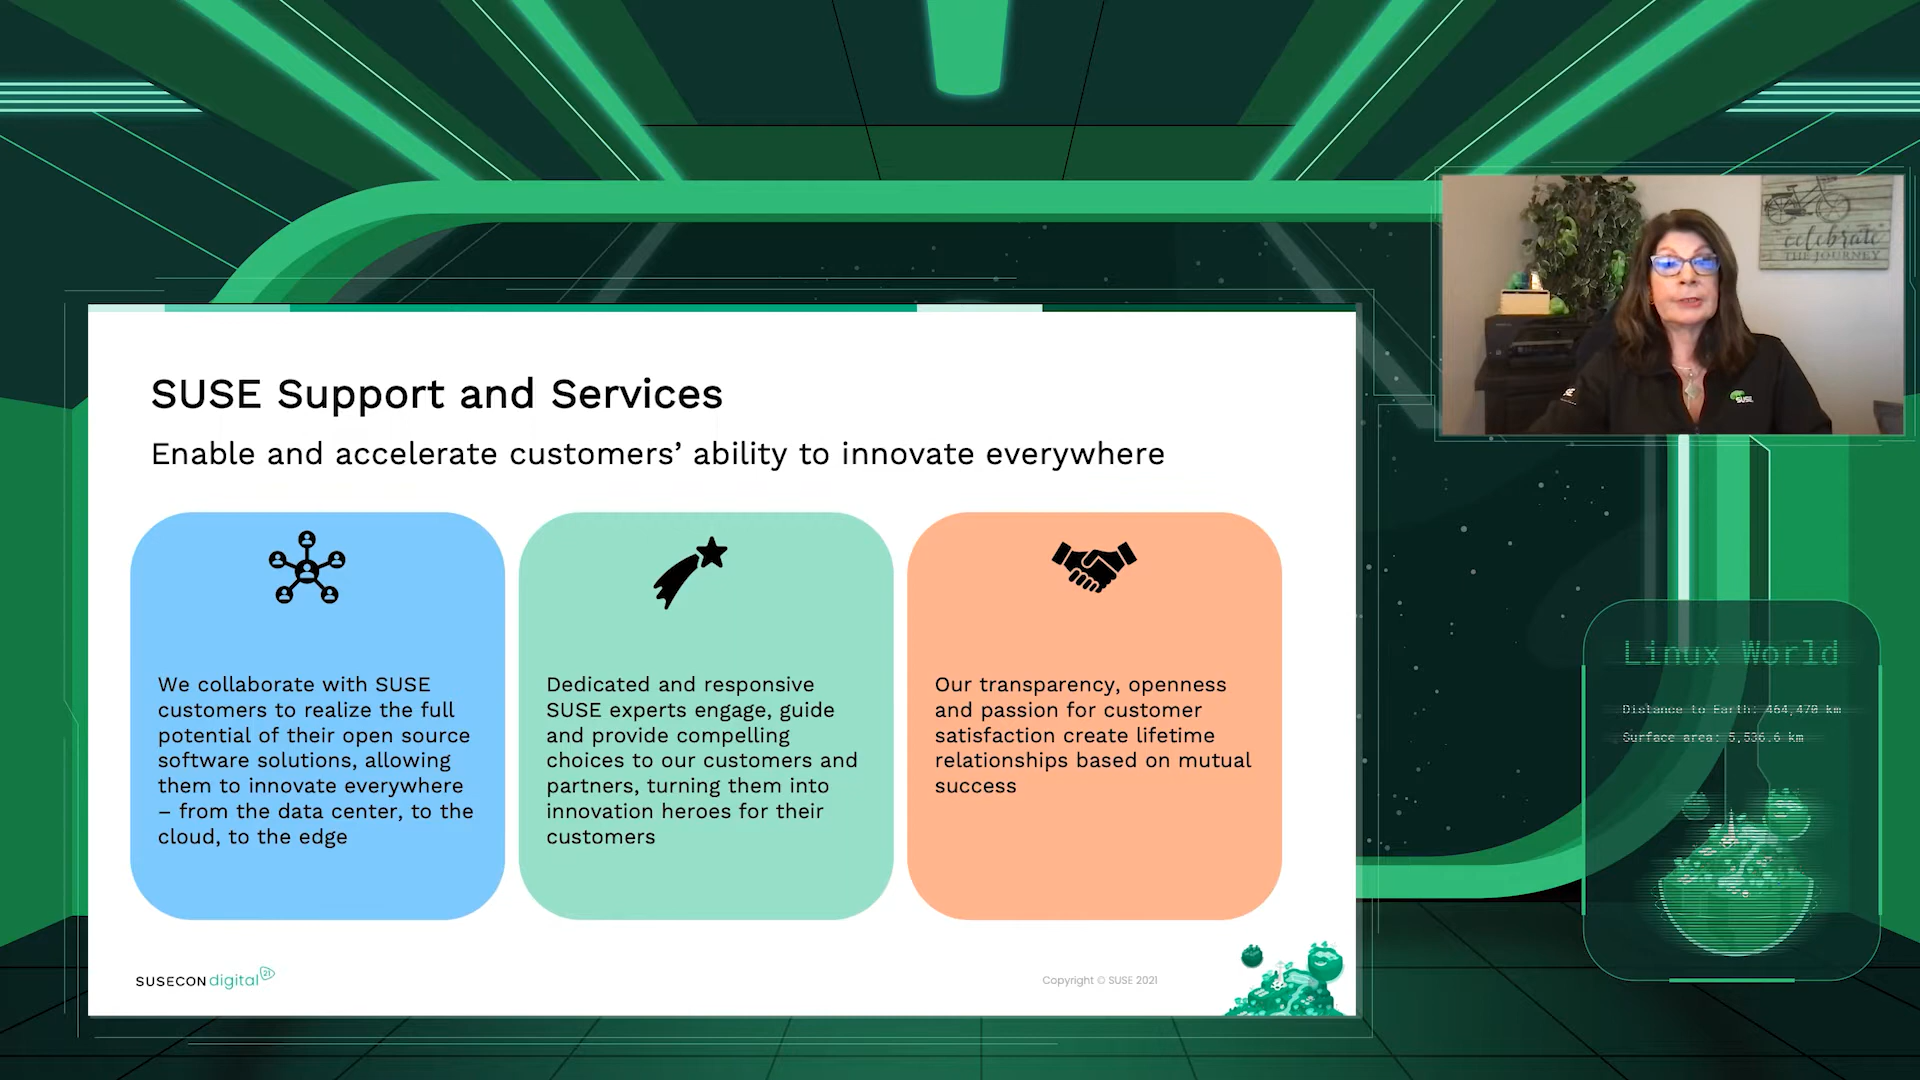 SUSE Support and Services
Enable and accelerate customers’ ability to innovate everywhere
We collaborate with SUSE
customers to realize the full
potential of their open source
software solutions, allowing
them to innovate everywhere
– from the data center, to the
cloud, to the edge
Dedicated and responsive
SUSE experts engage, guide
and provide compelling
choices to our customers and
partners, turning them into
innovation heroes for their
customers
Our transparency, openness
and passion for customer
satisfaction create lifetime
relationships based on mutual
success
SUSECON digital 21
Copyright © SUSE 2021
celebrate
THE JOURNEY
SUSE
Linux World
Distance to Earth: 464,470 km
Surface area: 5,536.6 km